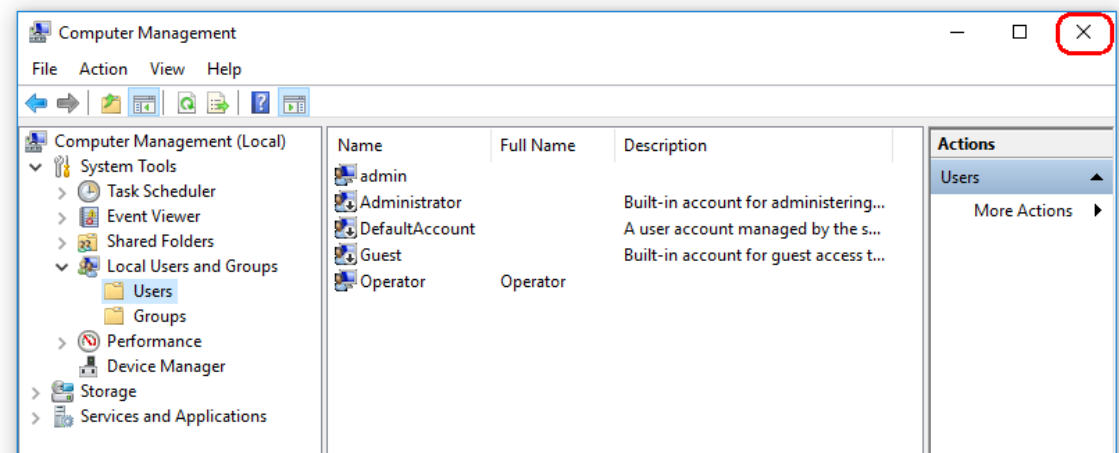 Computer Management
File Action View Help
Computer Management (Local)
System Tools
Task Scheduler
Event Viewer
Shared Folders
Local Users and Groups
Users
Groups
Performance
Device Manager
Storage
Services and Applications
Name Full Name Description
admin
Administrator Built-in account for administering...
DefaultAccount A user account managed by the s...
Guest Built-in account for guest access t...
Operator Operator
Actions
Users
More Actions